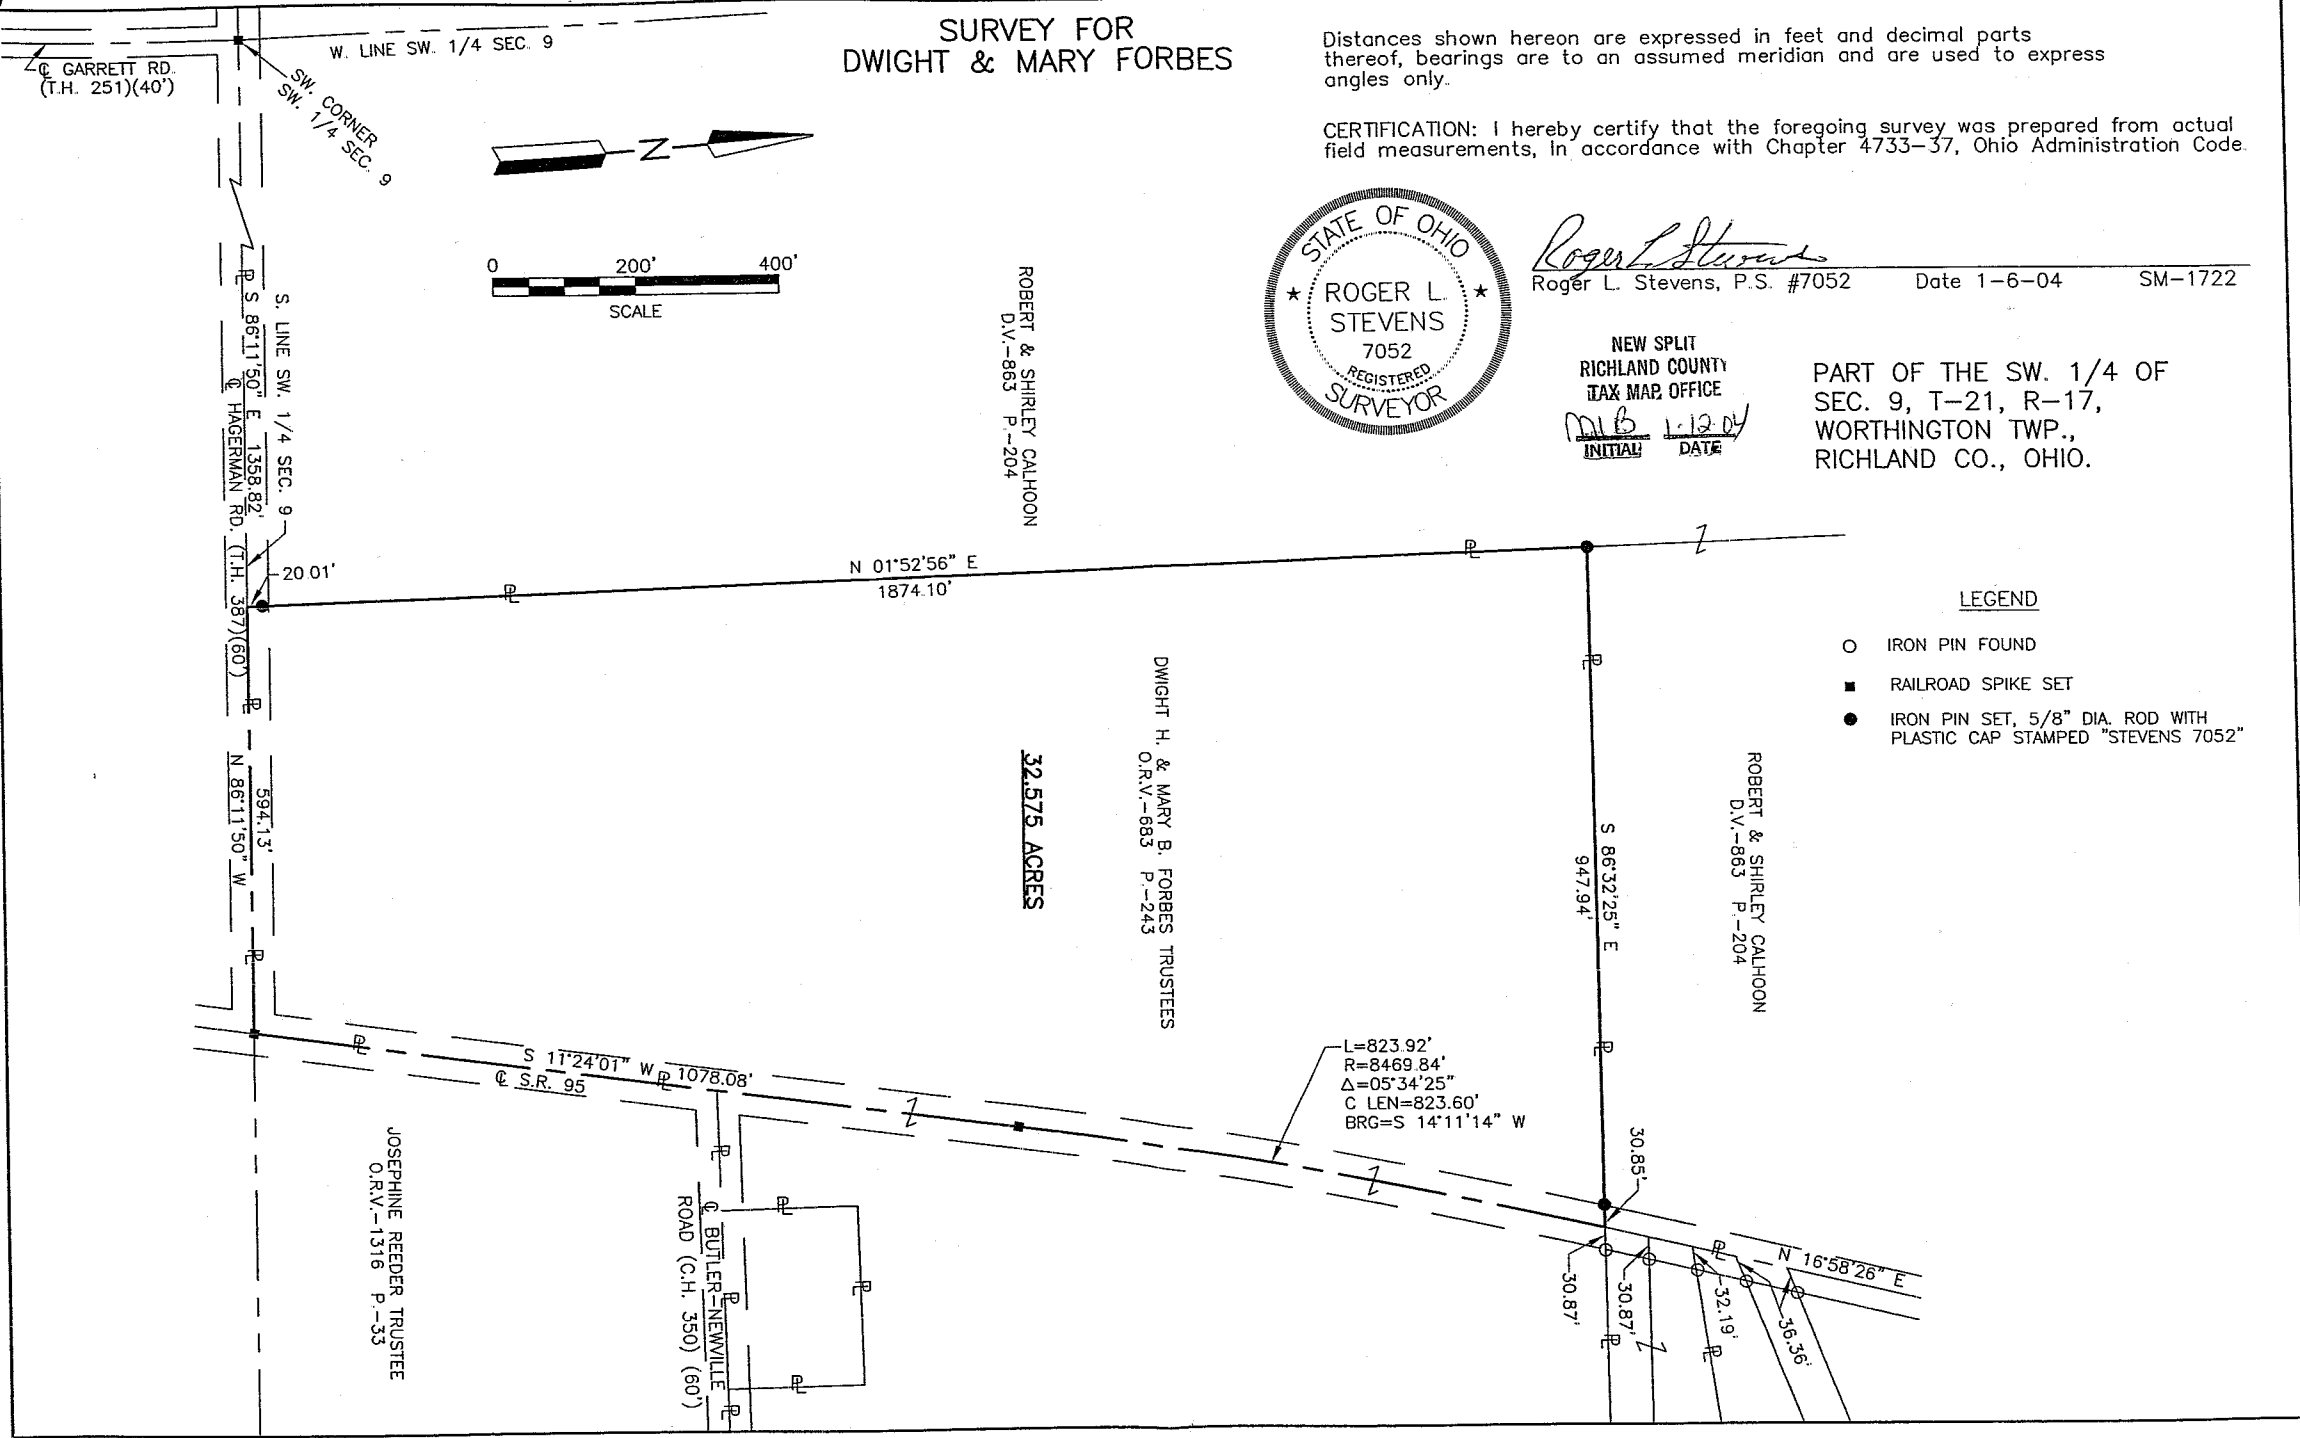 SURVEY FOR
DWIGHT & MARY FORBES
Distances shown hereon are expressed in feet and decimal parts
thereof, bearings are to an assumed meridian and are used to express
angles only.
CERTIFICATION: I hereby certify that the foregoing survey was prepared from actual
field measurements, in accordance with Chapter 4733-37, Ohio Administration Code.
W. LINE SW. 1/4 SEC. 9
℄ GARRETT RD.
(T.H. 251)(40')
SW. CORNER
SW. 1/4 SEC. 9
N
0 200' 400'
SCALE
STATE OF OHIO
ROGER L.
STEVENS
7052
REGISTERED
SURVEYOR
Roger L Stevens
Roger L. Stevens, P.S. #7052 Date 1-6-04 SM-1722
NEW SPLIT
RICHLAND COUNTY
TAX MAP OFFICE
MLB 1-12-04
INITIAL DATE
PART OF THE SW. 1/4 OF
SEC. 9, T-21, R-17,
WORTHINGTON TWP.,
RICHLAND CO., OHIO.
S. LINE SW. 1/4 SEC. 9
S 86°11'50" E 1358.82'
℄ HAGERMAN RD. (T.H. 387)(60')
20.01'
ROBERT & SHIRLEY CALHOON
D.V.-863 P.-204
N 01°52'56" E
1874.10'
LEGEND
IRON PIN FOUND
RAILROAD SPIKE SET
IRON PIN SET, 5/8" DIA. ROD WITH
PLASTIC CAP STAMPED "STEVENS 7052"
594.13'
N 86°11'50" W
32.575 ACRES
DWIGHT H. & MARY B. FORBES TRUSTEES
O.R.V.-683 P.-243
S 86°32'25" E
947.94'
ROBERT & SHIRLEY CALHOON
D.V.-863 P.-204
S 11°24'01" W 1078.08'
℄ S.R. 95
L=823.92'
R=8469.84'
Δ=05°34'25"
C LEN=823.60'
BRG=S 14°11'14" W
30.85'
N 16°58'26" E
30.87'
30.87'
32.19'
36.36'
JOSEPHINE REEDER TRUSTEE
O.R.V.-1316 P.-33
℄ BUTLER-NEWVILLE
ROAD (C.H. 350) (60')